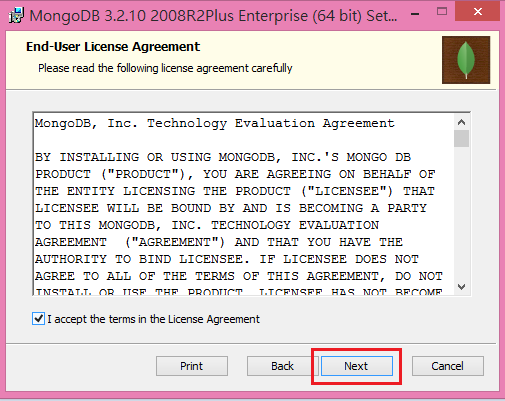 MongoDB 3.2.10 2008R2Plus Enterprise (64 bit) Set...
End-User License Agreement
Please read the following license agreement carefully
MongoDB, Inc. Technology Evaluation Agreement
BY INSTALLING OR USING MONGODB, INC.'S MONGO DB
PRODUCT ("PRODUCT"), YOU ARE AGREEING ON BEHALF OF
THE ENTITY LICENSING THE PRODUCT ("LICENSEE") THAT
LICENSEE WILL BE BOUND BY AND IS BECOMING A PARTY
TO THIS MONGODB, INC. TECHNOLOGY EVALUATION
AGREEMENT  ("AGREEMENT") AND THAT YOU HAVE THE
AUTHORITY TO BIND LICENSEE. IF LICENSEE DOES NOT
AGREE TO ALL OF THE TERMS OF THIS AGREEMENT, DO NOT
INSTALL OR USE THE PRODUCT. LICENSEE HAS NOT BECOME
I accept the terms in the License Agreement
Print Back Next Cancel